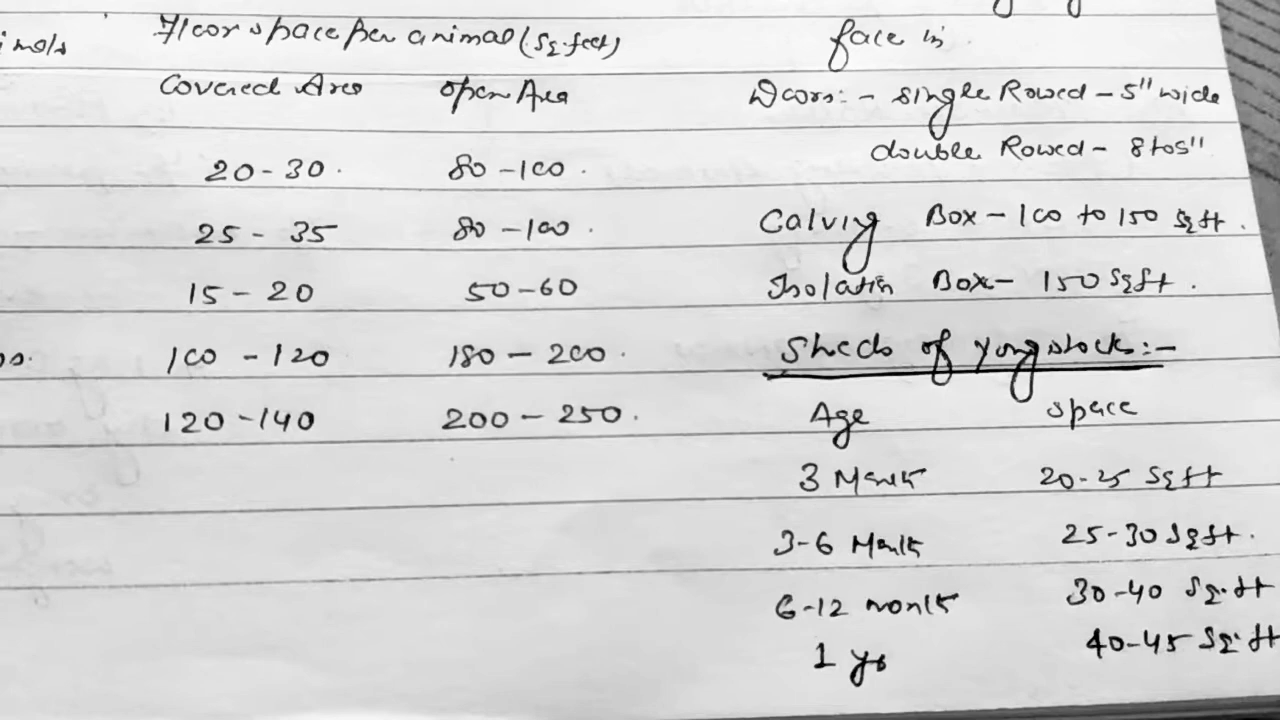 Floor space per animal (Sq. feet)
Covered Area open Area
20-30. 80-100.
25-35 80-100.
15-20 50-60
100-120 180-200.
120-140 200-250.
face in
Doors:- single Rowed - 5" wide
double Rowed - 8 to 5"
Calving Box - 100 to 150 sq ft.
Isolation Box - 150 Sq ft.
Sheds of Youngstocks:-
Age space
3 Month 20-25 Sq ft
3-6 Month 25-30 Sq ft.
6-12 month 30-40 Sq. ft
1 yr 40-45 Sq. ft